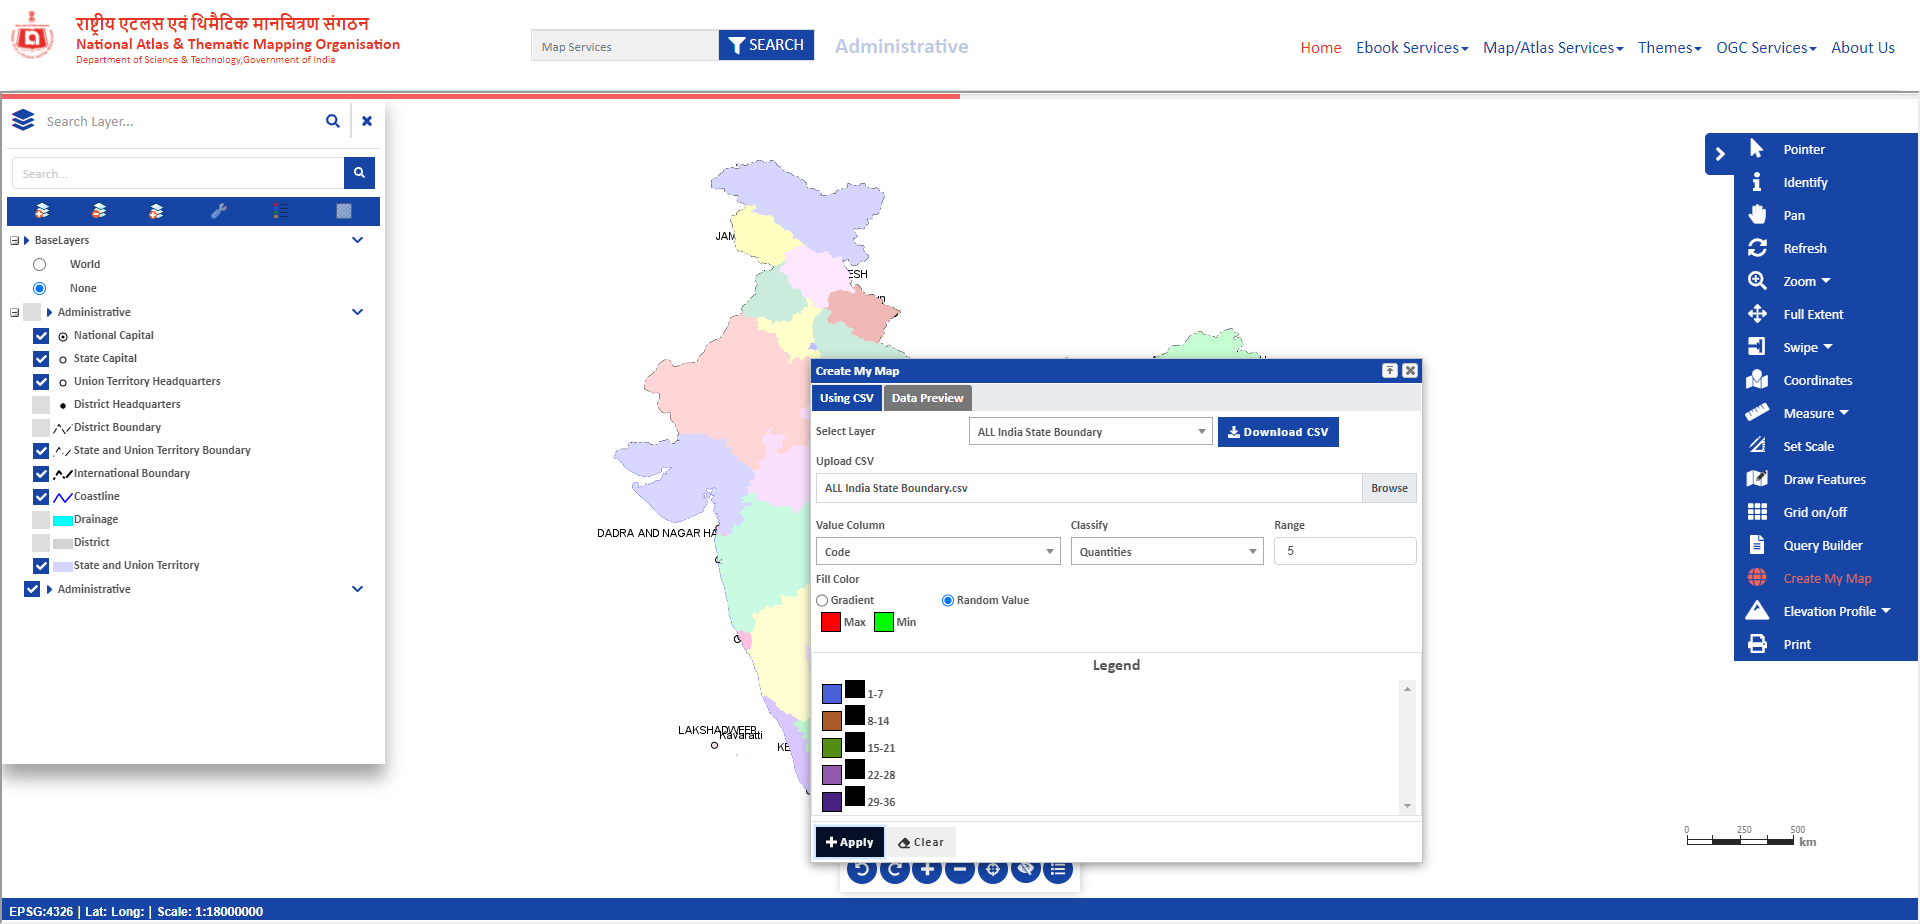 राष्ट्रीय एटलस एवं थिमैटिक मानचित्रण संगठन
National Atlas & Thematic Mapping Organisation
Department of Science & Technology,Government of India
Map Services
SEARCH
Administrative
Home
Ebook Services
Map/Atlas Services
Themes
OGC Services
About Us
Search Layer...
Search...
BaseLayers
World
None
Administrative
National Capital
State Capital
Union Territory Headquarters
District Headquarters
District Boundary
State and Union Territory Boundary
International Boundary
Coastline
Drainage
District
State and Union Territory
Administrative
JAM
ESH
DADRA AND NAGAR HA
LAKSHADWEEP
Kavaratti
KE
Create My Map
Using CSV
Data Preview
Select Layer
ALL India State Boundary
Download CSV
Upload CSV
ALL India State Boundary.csv
Browse
Value Column
Classify
Range
Code
Quantities
5
Fill Color
Gradient
Random Value
Max
Min
Legend
1-7
8-14
15-21
22-28
29-36
Apply
Clear
Pointer
Identify
Pan
Refresh
Zoom
Full Extent
Swipe
Coordinates
Measure
Set Scale
Draw Features
Grid on/off
Query Builder
Create My Map
Elevation Profile
Print
0 250 500
km
EPSG:4326 | Lat: Long: | Scale: 1:18000000